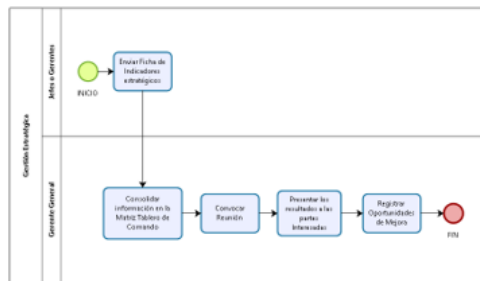 Gestión Estratégica
Jefes o Gerentes
INICIO
Enviar Ficha de
Indicadores
estratégicos
Gerente General
Consolidar
información en la
Matriz Tablero de
Comando
Convocar
Reunión
Presentar los
resultados a las
partes
Interesadas
Registrar
Oportunidades
de Mejora
FIN